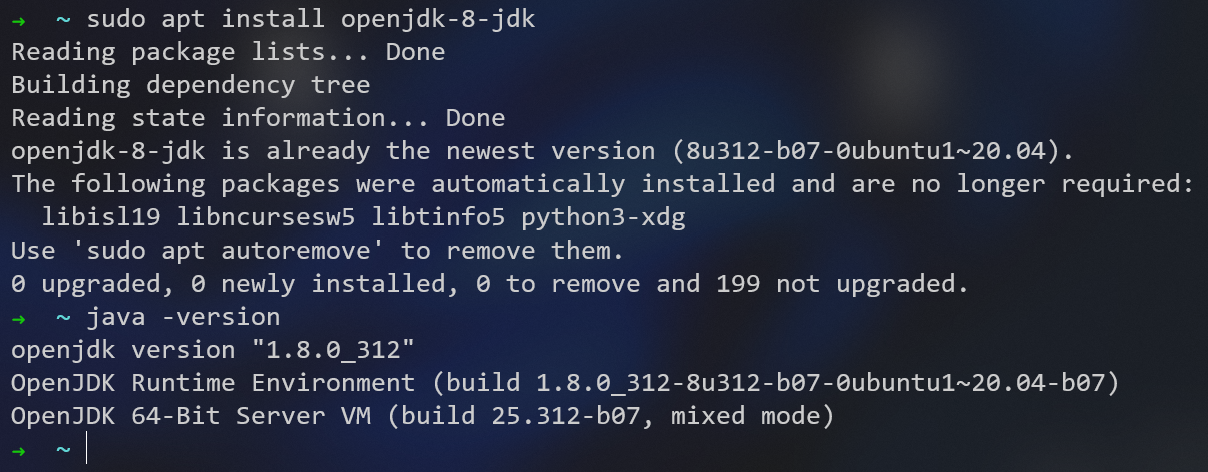 → ~ sudo apt install openjdk-8-jdk
Reading package lists... Done
Building dependency tree
Reading state information... Done
openjdk-8-jdk is already the newest version (8u312-b07-0ubuntu1~20.04).
The following packages were automatically installed and are no longer required:
  libisl19 libncursesw5 libtinfo5 python3-xdg
Use 'sudo apt autoremove' to remove them.
0 upgraded, 0 newly installed, 0 to remove and 199 not upgraded.
→ ~ java -version
openjdk version "1.8.0_312"
OpenJDK Runtime Environment (build 1.8.0_312-8u312-b07-0ubuntu1~20.04-b07)
OpenJDK 64-Bit Server VM (build 25.312-b07, mixed mode)
→ ~